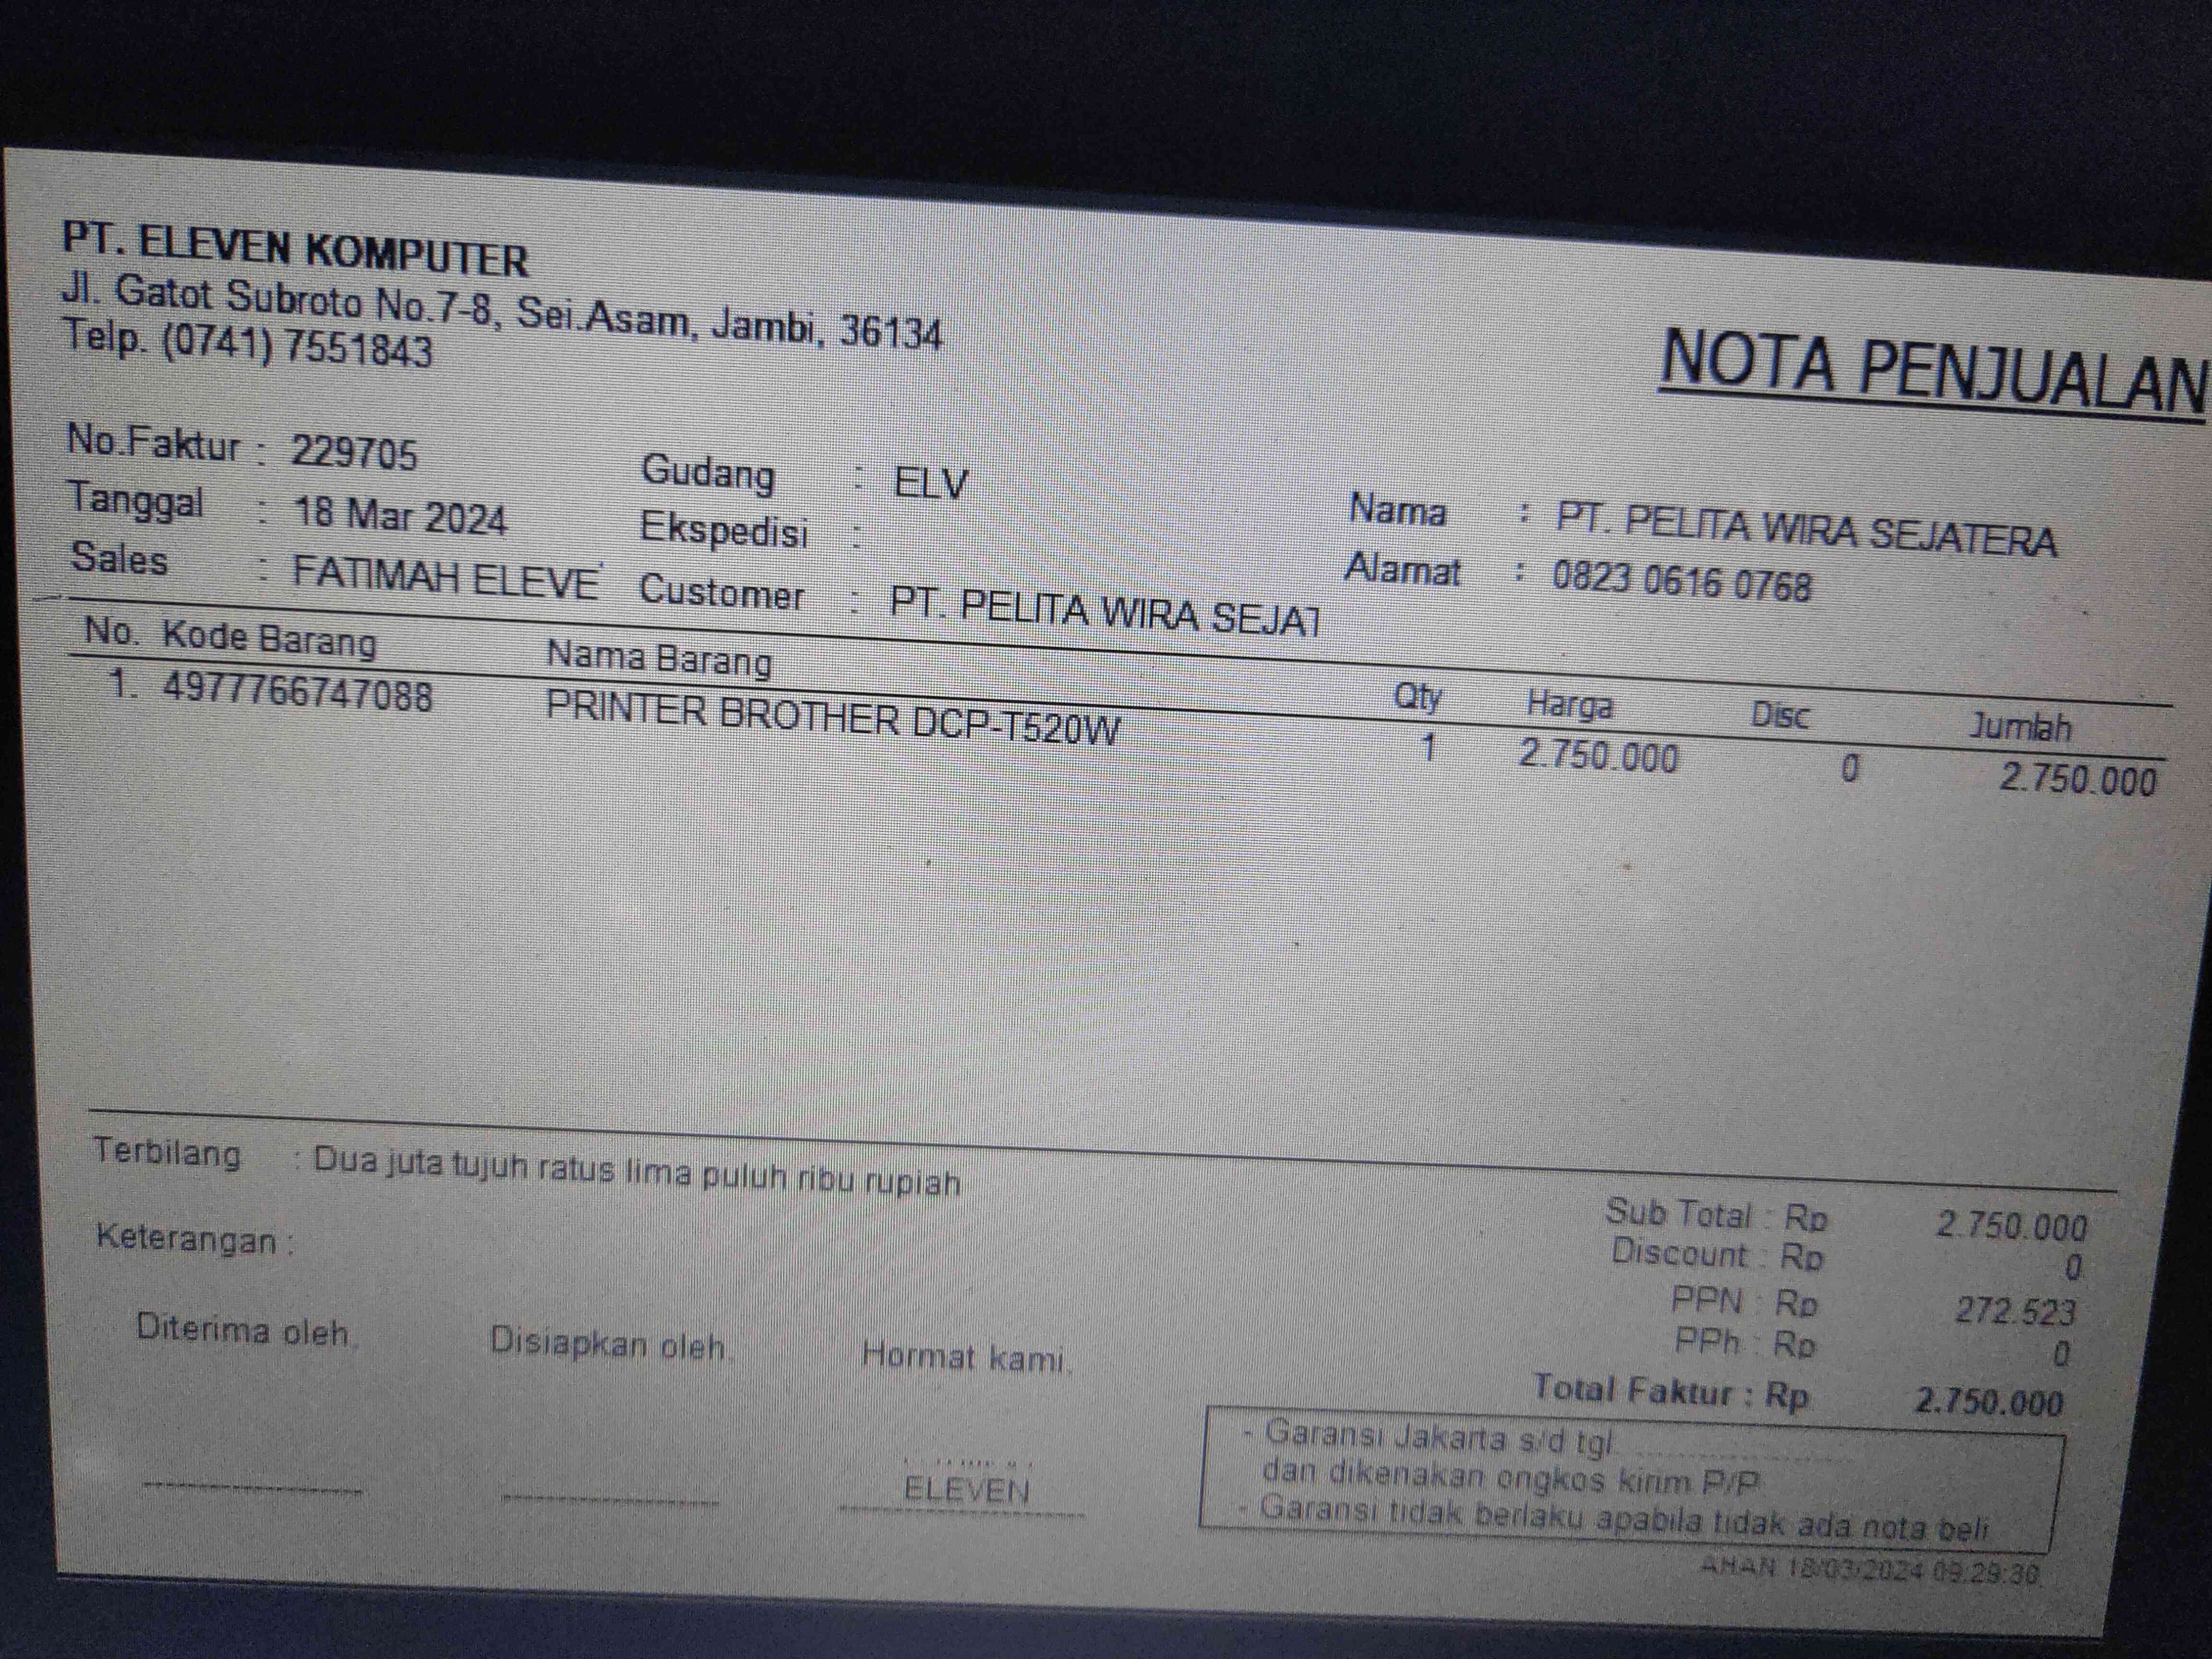 PT. ELEVEN KOMPUTER
Jl. Gatot Subroto No.7-8, Sei.Asam, Jambi, 36134
Telp. (0741) 7551843
NOTA PENJUALAN
No.Faktur : 229705 Gudang : ELV Nama : PT. PELITA WIRA SEJATERA
Tanggal : 18 Mar 2024 Ekspedisi : Alamat : 0823 0616 0768
Sales : FATIMAH ELEVE Customer : PT. PELITA WIRA SEJAT
No. Kode Barang Nama Barang Qty Harga Disc Jumlah
1. 4977766747088 PRINTER BROTHER DCP-T520W 1 2.750.000 0 2.750.000
Terbilang : Dua juta tujuh ratus lima puluh ribu rupiah
Keterangan :
Sub Total : Rp 2.750.000
Discount : Rp 0
PPN : Rp 272.523
PPh : Rp 0
Total Faktur : Rp 2.750.000
Diterima oleh, Disiapkan oleh, Hormat kami,
ELEVEN
- Garansi Jakarta s/d tgl
dan dikenakan ongkos kirim P/P
- Garansi tidak berlaku apabila tidak ada nota beli
AHAN 18/03/2024 09:29:30